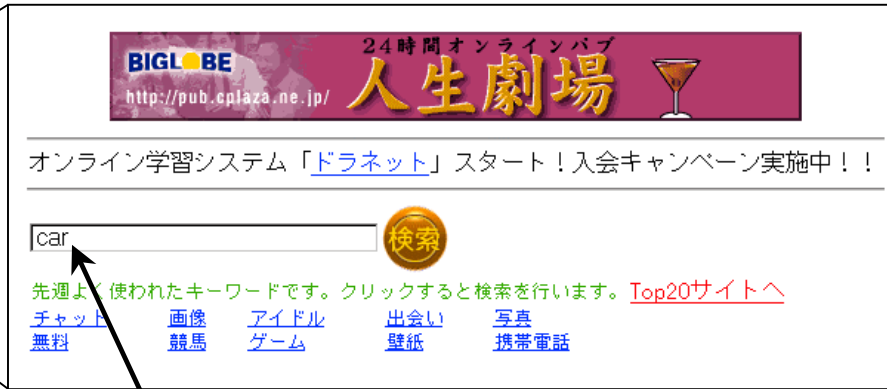 24時間オンラインパブ
BIGLOBE
人生劇場
http://pub.cplaza.ne.jp/
オンライン学習システム「ドラネット」スタート！入会キャンペーン実施中！！
car 検索
先週よく使われたキーワードです。クリックすると検索を行います。 Top20サイトへ
チャット 画像 アイドル 出会い 写真
無料 競馬 ゲーム 壁紙 携帯電話